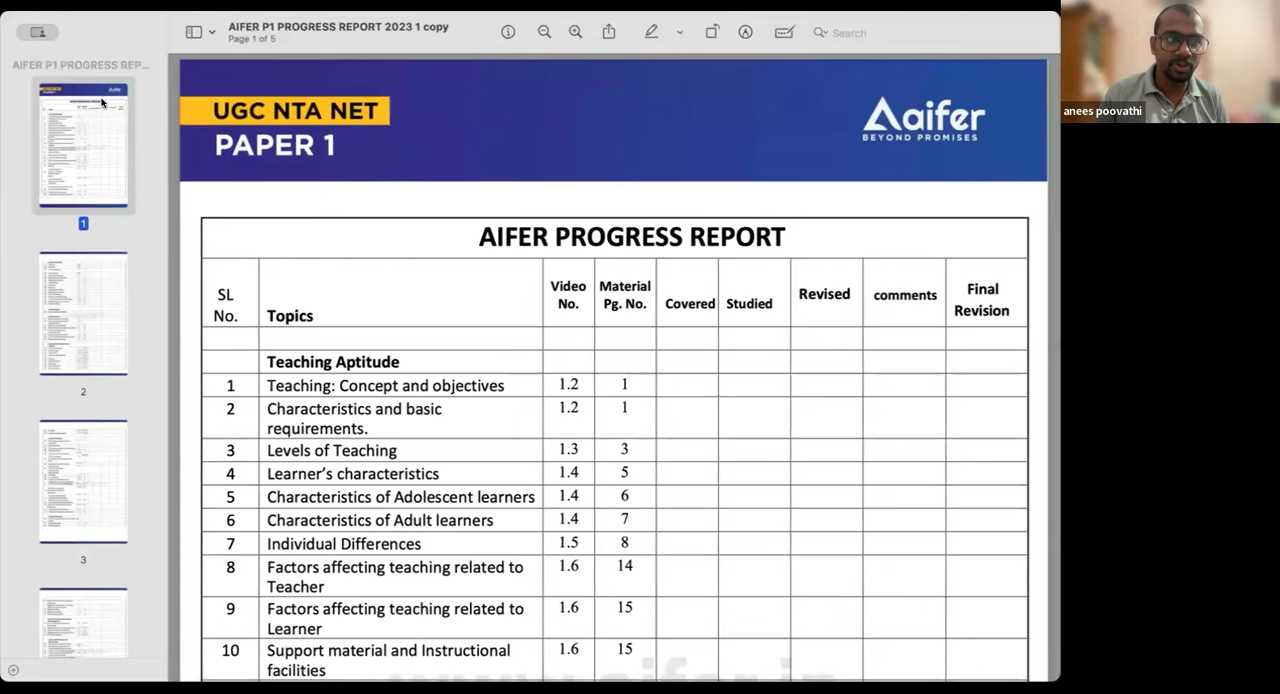 AIFER P1 PROGRESS REPORT 2023 1 copy
Page 1 of 5
Search
anees poovathi
AIFER P1 PROGRESS REP...
1
2
3
UGC NTA NET
PAPER 1
aifer
BEYOND PROMISES
AIFER PROGRESS REPORT
SL No. Topics Video No. Material Pg. No. Covered Studied Revised comments Final Revision
Teaching Aptitude
1 Teaching: Concept and objectives 1.2 1
2 Characteristics and basic requirements. 1.2 1
3 Levels of Teaching 1.3 3
4 Learner's characteristics 1.4 5
5 Characteristics of Adolescent learners 1.4 6
6 Characteristics of Adult learners 1.4 7
7 Individual Differences 1.5 8
8 Factors affecting teaching related to Teacher 1.6 14
9 Factors affecting teaching related to Learner 1.6 15
10 Support material and Instructional facilities 1.6 15